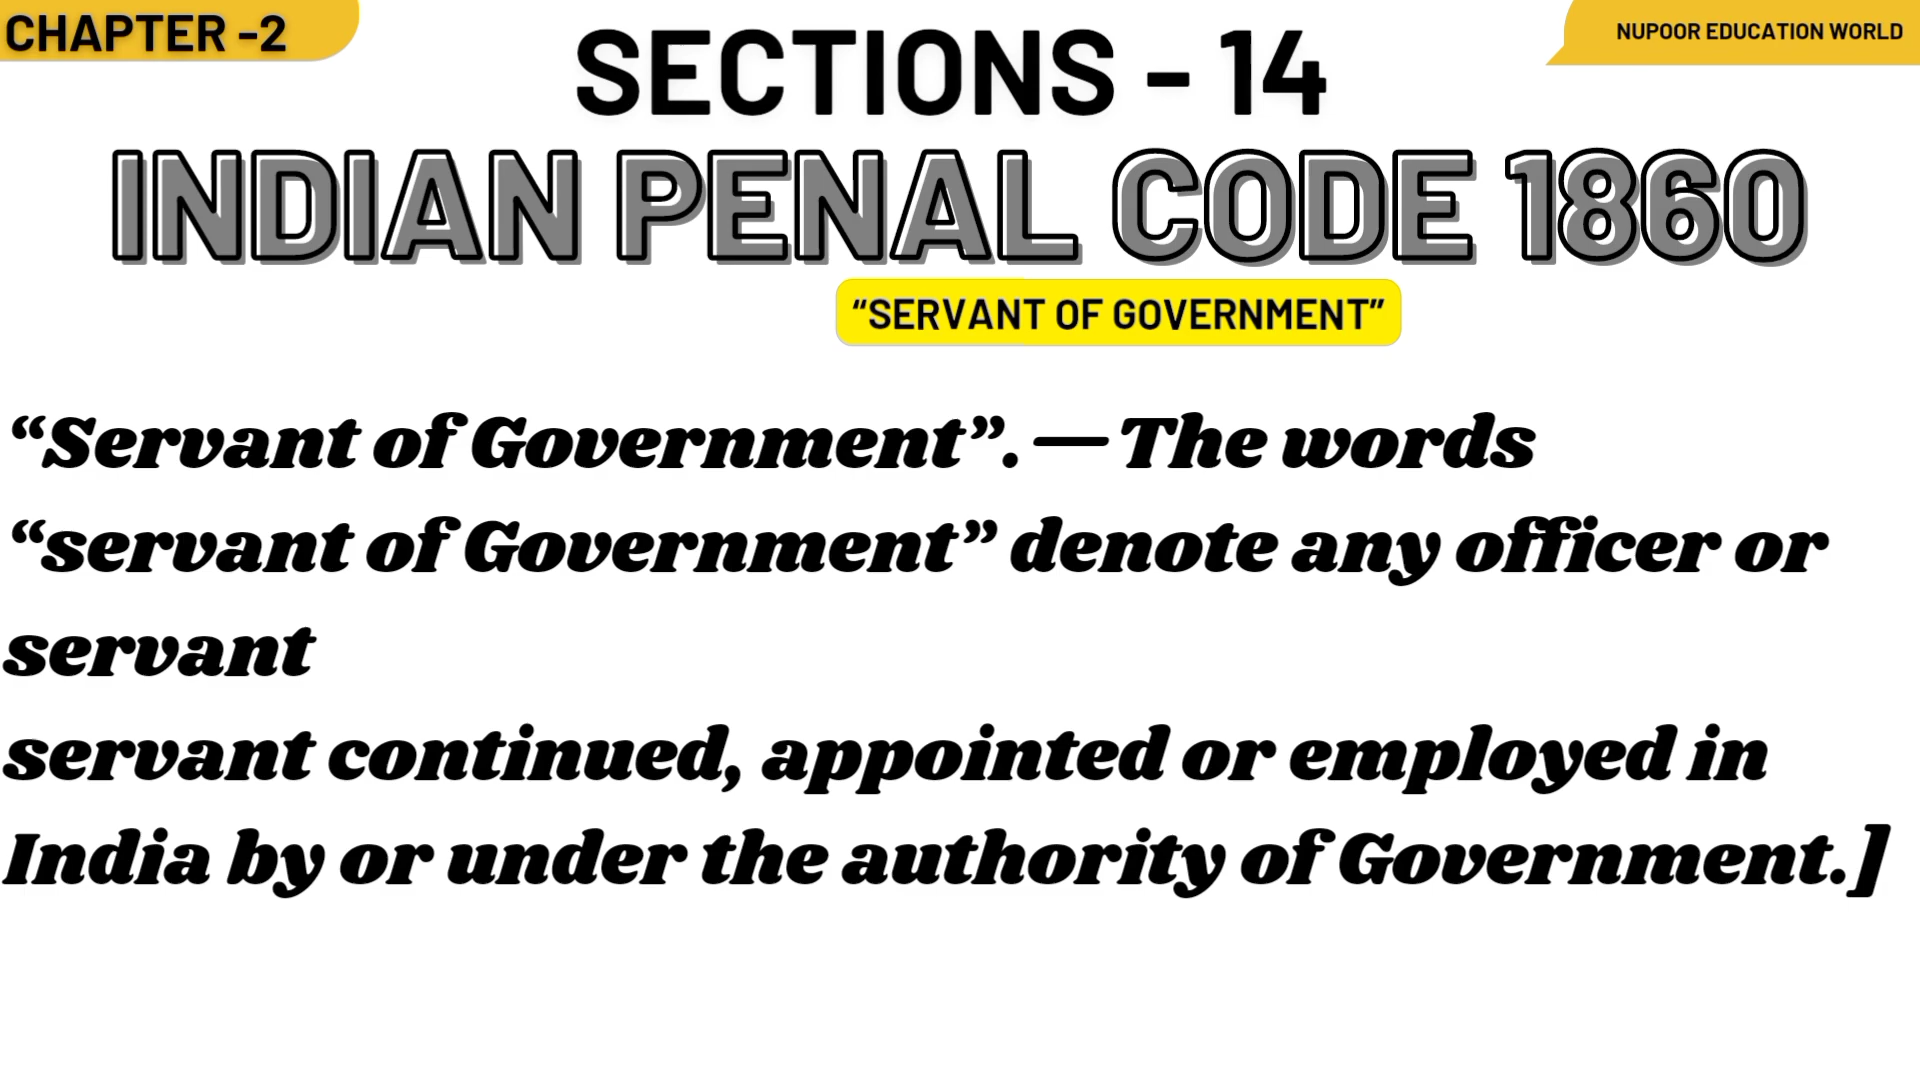 CHAPTER -2
NUPOOR EDUCATION WORLD
SECTIONS - 14
INDIAN PENAL CODE 1860
“SERVANT OF GOVERNMENT”
“Servant of Government”.—The words
“servant of Government” denote any officer or
servant
servant continued, appointed or employed in
India by or under the authority of Government.]